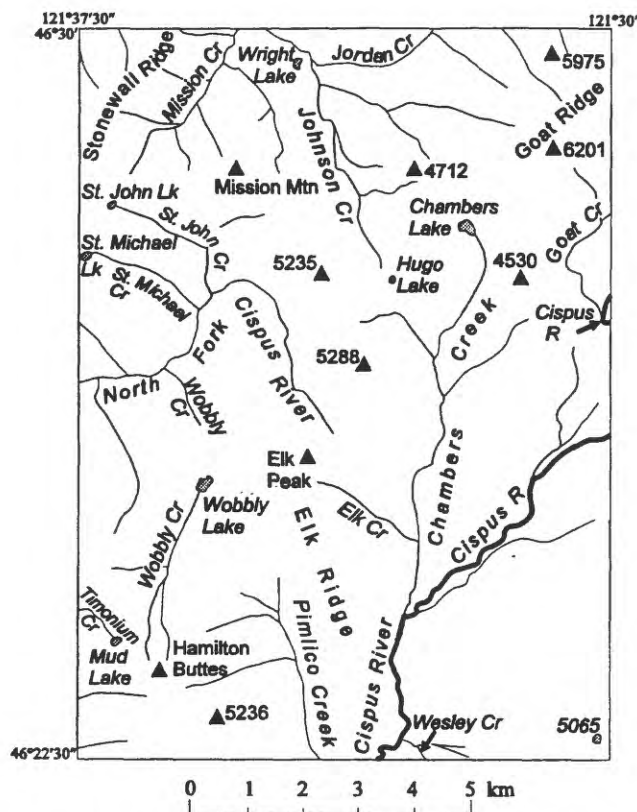 121°37'30"
121°30'
46°30'
Stonewall Ridge
Mission Cr
Wright
Lake
Jordan Cr
5975
Goat Ridge
6201
Mission Mtn
Johnson Cr
4712
St. John Lk
St. John Cr
Chambers
Lake
Goat Cr
St. Michael
Lk
St. Michael
Cr
5235
Hugo
Lake
4530
Cispus
R
North Fork Cispus River
5288
Wobbly
Cr
Chambers Creek
Elk
Peak
Wobbly
Lake
Wobbly Cr
Elk Cr
Cispus R
Elk Ridge
Timonium
Cr
Mud
Lake
Hamilton
Buttes
Pimlico Creek
Cispus River
5236
Wesley Cr
5065
46°22'30"
0 1 2 3 4 5 km